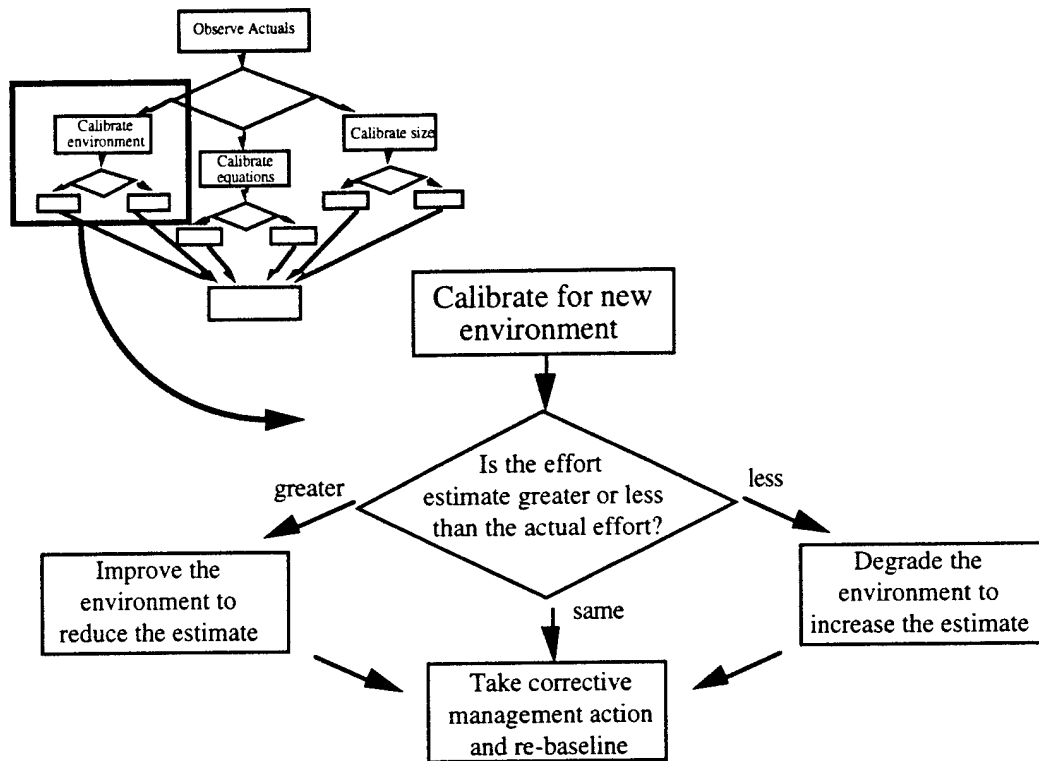 Observe Actuals
Calibrate
environment
Calibrate size
Calibrate
equations
Calibrate for new
environment
Is the effort
estimate greater or less
than the actual effort?
greater
less
Improve the
environment to
reduce the estimate
Degrade the
environment to
increase the estimate
same
Take corrective
management action
and re-baseline